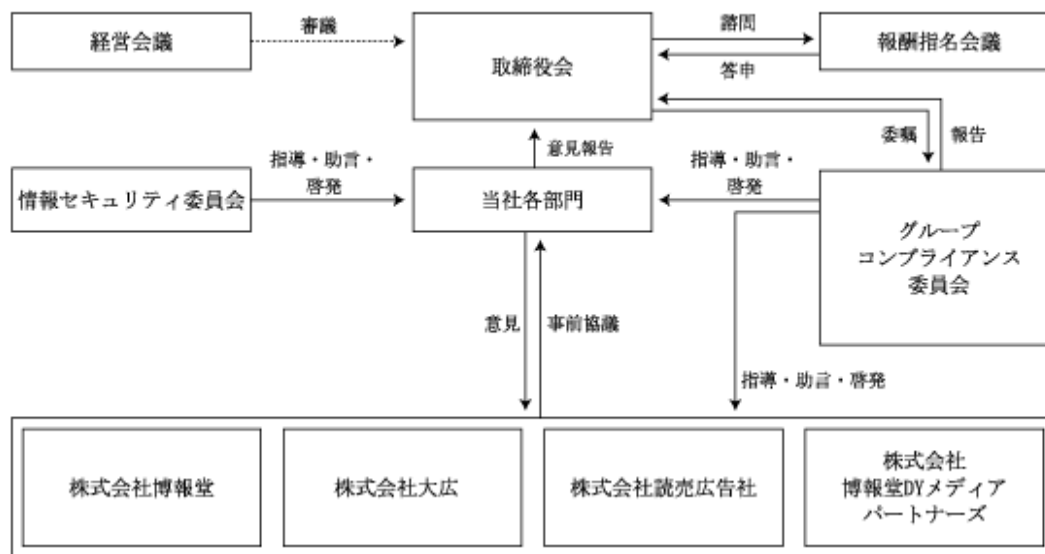 経営会議
審議
取締役会
諮問
答申
報酬指名会議
委嘱
報告
意見報告
情報セキュリティ委員会
指導・助言・
啓発
当社各部門
指導・助言・
啓発
グループ
コンプライアンス
委員会
意見
事前協議
指導・助言・啓発
株式会社博報堂
株式会社大広
株式会社読売広告社
株式会社
博報堂DYメディア
パートナーズ